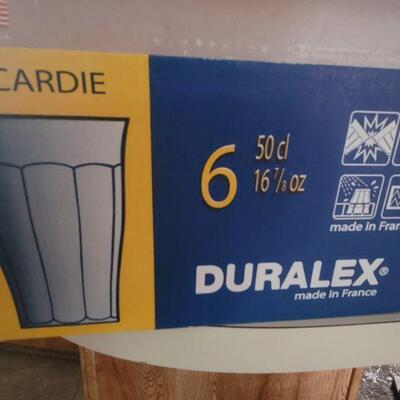 CARDIE
6
50 cl
16 7/8 oz
made in Fran
DURALEX®
made in France